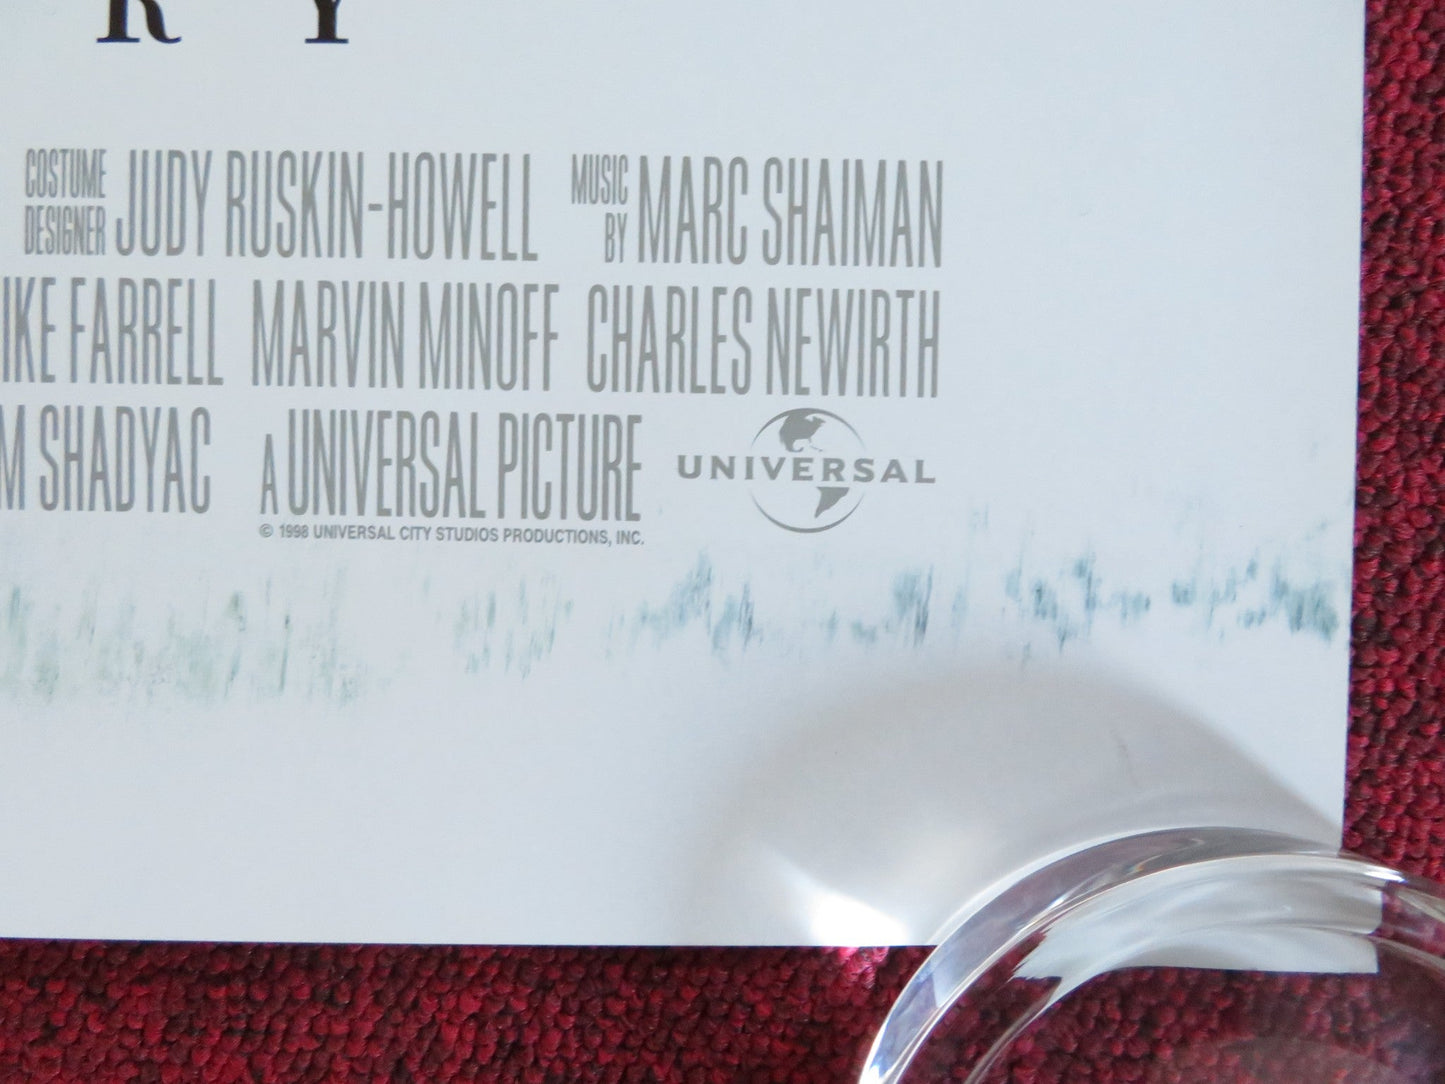 R Y
COSTUME DESIGNER JUDY RUSKIN-HOWELL MUSIC BY MARC SHAIMAN
IKE FARRELL MARVIN MINOFF CHARLES NEWIRTH
M SHADYAC A UNIVERSAL PICTURE UNIVERSAL
© 1998 UNIVERSAL CITY STUDIOS PRODUCTIONS, INC.